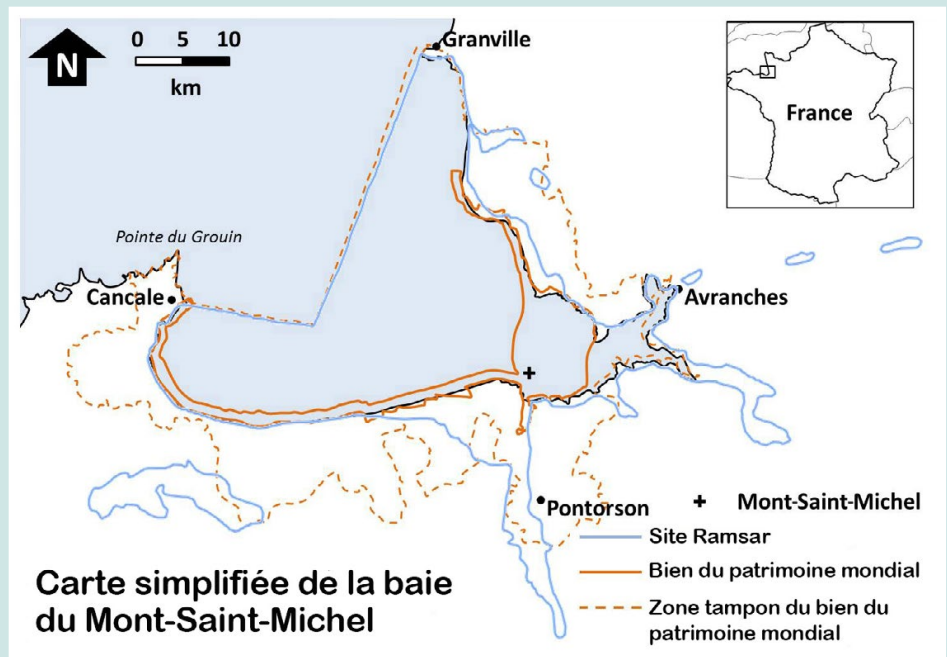 N
0 5 10
km
Granville
France
Pointe du Grouin
Cancale
Avranches
Pontorson
Mont-Saint-Michel
Site Ramsar
Bien du patrimoine mondial
Zone tampon du bien du
patrimoine mondial
Carte simplifiée de la baie
du Mont-Saint-Michel